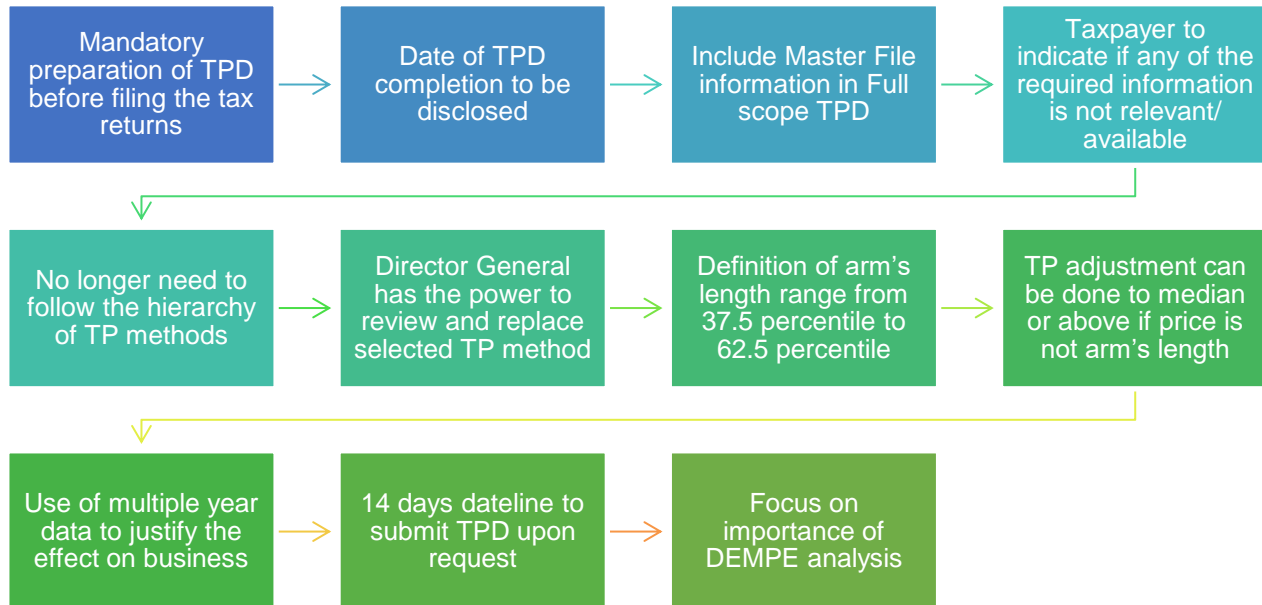 Mandatory
preparation of TPD
before filing the tax
returns
Date of TPD
completion to be
disclosed
Include Master File
information in Full
scope TPD
Taxpayer to
indicate if any of the
required information
is not relevant/
available
No longer need to
follow the hierarchy
of TP methods
Director General
has the power to
review and replace
selected TP method
Definition of arm's
length range from
37.5 percentile to
62.5 percentile
TP adjustment can
be done to median
or above if price is
not arm's length
Use of multiple year
data to justify the
effect on business
14 days dateline to
submit TPD upon
request
Focus on
importance of
DEMPE analysis